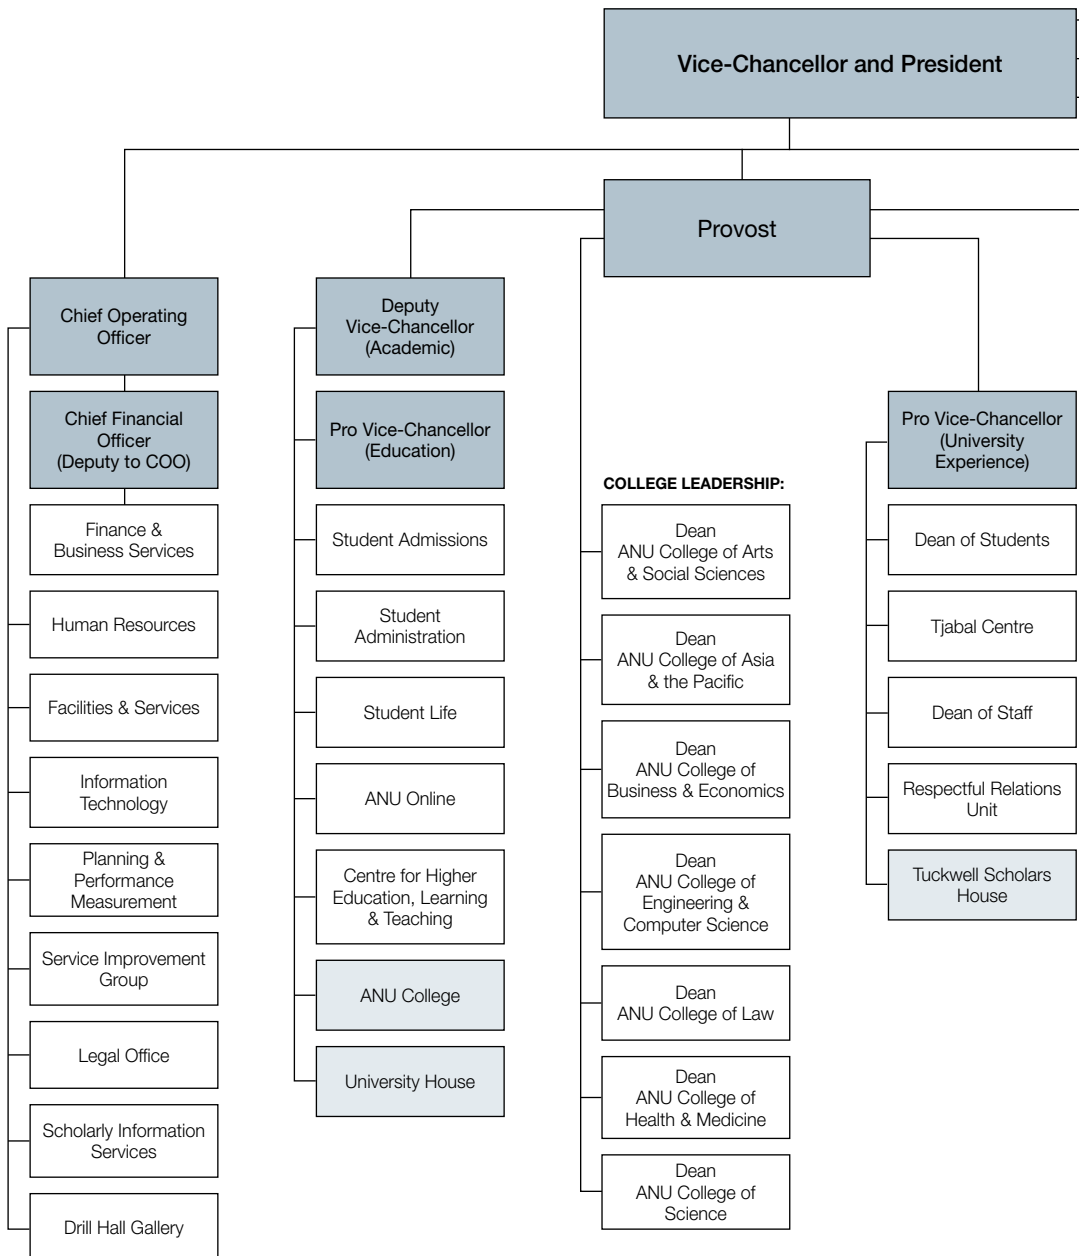 Vice-Chancellor and President
Provost
Chief Operating
Officer
Chief Financial
Officer
(Deputy to COO)
Finance &
Business Services
Human Resources
Facilities & Services
Information
Technology
Planning &
Performance
Measurement
Service Improvement
Group
Legal Office
Scholarly Information
Services
Drill Hall Gallery
Deputy
Vice-Chancellor
(Academic)
Pro Vice-Chancellor
(Education)
Student Admissions
Student
Administration
Student Life
ANU Online
Centre for Higher
Education, Learning
& Teaching
ANU College
University House
COLLEGE LEADERSHIP:
Dean
ANU College of Arts
& Social Sciences
Dean
ANU College of Asia
& the Pacific
Dean
ANU College of
Business & Economics
Dean
ANU College of
Engineering &
Computer Science
Dean
ANU College of Law
Dean
ANU College of
Health & Medicine
Dean
ANU College of
Science
Pro Vice-Chancellor
(University
Experience)
Dean of Students
Tjabal Centre
Dean of Staff
Respectful Relations
Unit
Tuckwell Scholars
House